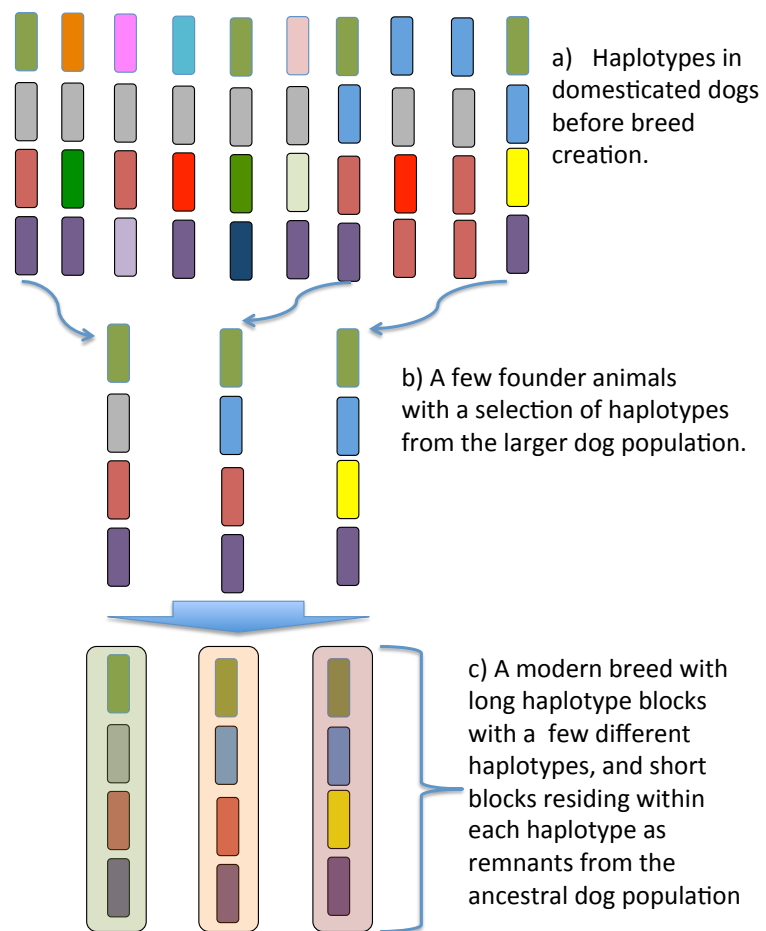 a) Haplotypes in
domesticated dogs
before breed
creation.
b) A few founder animals
with a selection of haplotypes
from the larger dog population.
c) A modern breed with
long haplotype blocks
with a few different
haplotypes, and short
blocks residing within
each haplotype as
remnants from the
ancestral dog population